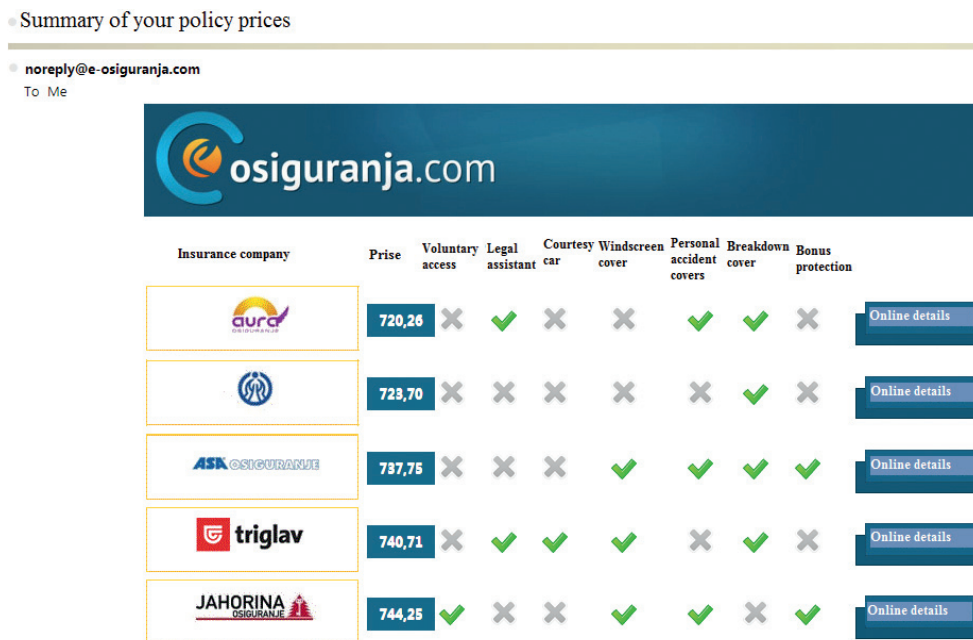 Summary of your policy prices
noreply@e-osiguranja.com
To Me
osiguranja.com
Insurance company Prise Voluntary access Legal assistant Courtesy car Windscreen cover Personal accident covers Breakdown cover Bonus protection
aura OSIGURANJE 720,26 Online details
723,70 Online details
ASA OSIGURANJE 737,75 Online details
triglav 740,71 Online details
JAHORINA OSIGURANJE 744,25 Online details